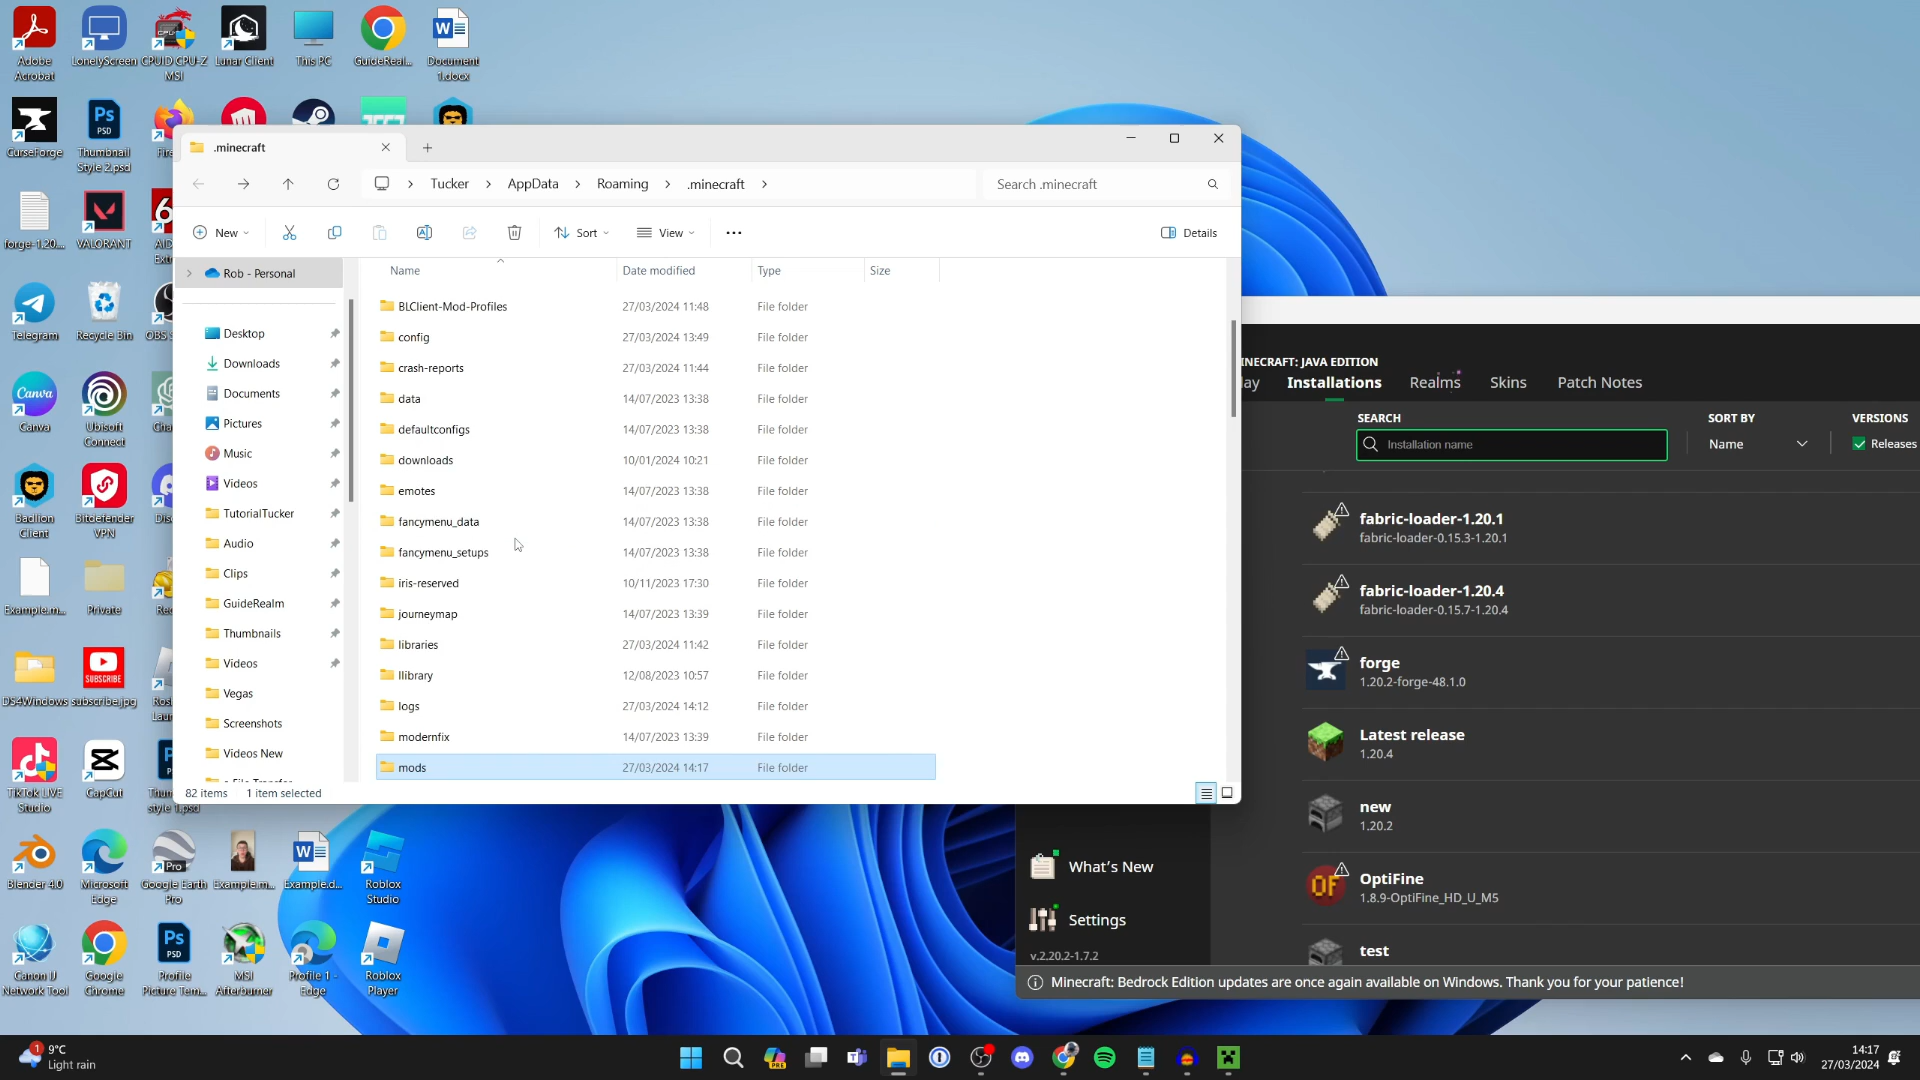 Adobe
Acrobat
LonelyScreen
CPUID CPU-Z
MSI
Lunar Client
This PC
GuideReal...
Document
1.docx
CurseForge
Thumbnail
Style 2.psd
forge-1.20...
VALORANT
Telegram
Recycle Bin
Canva
Ubisoft
Connect
Badlion
Client
Bitdefender
VPN
Example.m...
Private
DS4Windows
subscribe.jpg
TikTok LIVE
Studio
CapCut
style 1.psd
Blender 4.0
Microsoft
Edge
Google Earth
Pro
Example.m...
Example.d...
Roblox
Studio
Canon IJ
Network Tool
Google
Chrome
Profile
Picture Tem...
MSI
Afterburner
Profile 1 -
Edge
Roblox
Player
.minecraft
Tucker > AppData > Roaming > .minecraft >
Search .minecraft
New
Sort
View
Details
Rob - Personal
Desktop
Downloads
Documents
Pictures
Music
Videos
TutorialTucker
Audio
Clips
GuideRealm
Thumbnails
Videos
Vegas
Screenshots
Videos New
Name Date modified Type Size
BLClient-Mod-Profiles 27/03/2024 11:48 File folder
config 27/03/2024 13:49 File folder
crash-reports 27/03/2024 11:44 File folder
data 14/07/2023 13:38 File folder
defaultconfigs 14/07/2023 13:38 File folder
downloads 10/01/2024 10:21 File folder
emotes 14/07/2023 13:38 File folder
fancymenu_data 14/07/2023 13:38 File folder
fancymenu_setups 14/07/2023 13:38 File folder
iris-reserved 10/11/2023 17:30 File folder
journeymap 14/07/2023 13:39 File folder
libraries 27/03/2024 11:42 File folder
llibrary 12/08/2023 10:57 File folder
logs 27/03/2024 14:12 File folder
modernfix 14/07/2023 13:39 File folder
mods 27/03/2024 14:17 File folder
82 items 1 item selected
INECRAFT: JAVA EDITION
lay Installations Realms Skins Patch Notes
SEARCH SORT BY VERSIONS
Installation name Name Releases
fabric-loader-1.20.1
fabric-loader-0.15.3-1.20.1
fabric-loader-1.20.4
fabric-loader-0.15.7-1.20.4
forge
1.20.2-forge-48.1.0
Latest release
1.20.4
new
1.20.2
OptiFine
1.8.9-OptiFine_HD_U_M5
test
What's New
Settings
v.2.20.2-1.7.2
Minecraft: Bedrock Edition updates are once again available on Windows. Thank you for your patience!
1
9°C
Light rain
14:17
27/03/2024